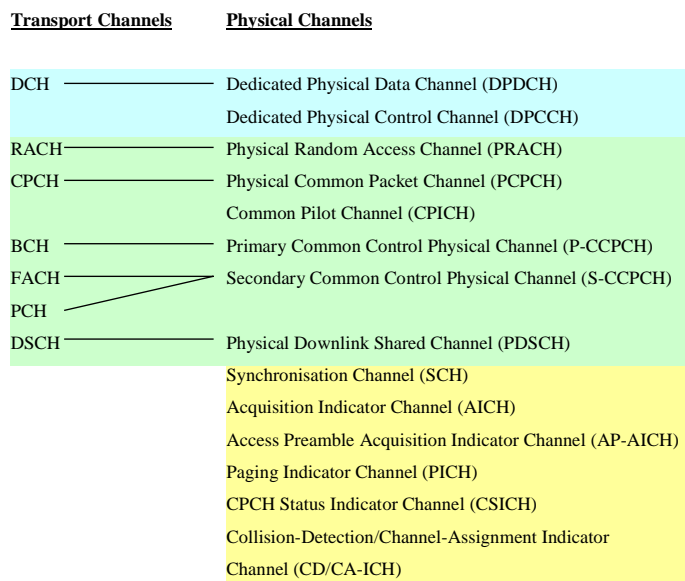 Transport Channels Physical Channels
DCH Dedicated Physical Data Channel (DPDCH)
Dedicated Physical Control Channel (DPCCH)
RACH Physical Random Access Channel (PRACH)
CPCH Physical Common Packet Channel (PCPCH)
Common Pilot Channel (CPICH)
BCH Primary Common Control Physical Channel (P-CCPCH)
FACH Secondary Common Control Physical Channel (S-CCPCH)
PCH
DSCH Physical Downlink Shared Channel (PDSCH)
Synchronisation Channel (SCH)
Acquisition Indicator Channel (AICH)
Access Preamble Acquisition Indicator Channel (AP-AICH)
Paging Indicator Channel (PICH)
CPCH Status Indicator Channel (CSICH)
Collision-Detection/Channel-Assignment Indicator
Channel (CD/CA-ICH)